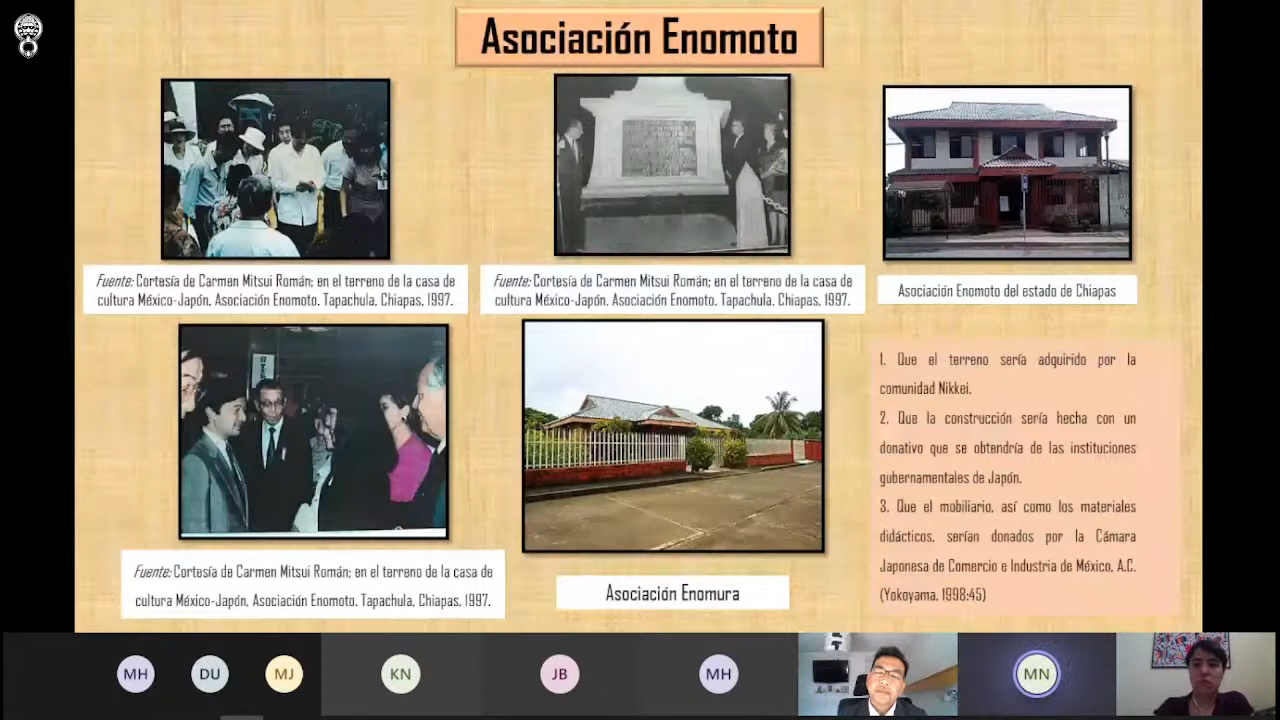 Asociación Enomoto
Fuente: Cortesía de Carmen Mitsui Román; en el terreno de la casa de
cultura México-Japón, Asociación Enomoto. Tapachula, Chiapas, 1997.
Fuente: Cortesía de Carmen Mitsui Román; en el terreno de la casa de
cultura México-Japón, Asociación Enomoto. Tapachula, Chiapas, 1997.
Asociación Enomoto del estado de Chiapas
Fuente: Cortesía de Carmen Mitsui Román; en el terreno de la casa de
cultura México-Japón, Asociación Enomoto. Tapachula, Chiapas, 1997.
Asociación Enomura
1. Que el terreno sería adquirido por la
comunidad Nikkei.
2. Que la construcción sería hecha con un
donativo que se obtendría de las instituciones
gubernamentales de Japón.
3. Que el mobiliario, así como los materiales
didácticos, serían donados por la Cámara
Japonesa de Comercio e Industria de México, A.C.
(Yokoyama, 1998:45)
MH
DU
MJ
KN
JB
MH
MN